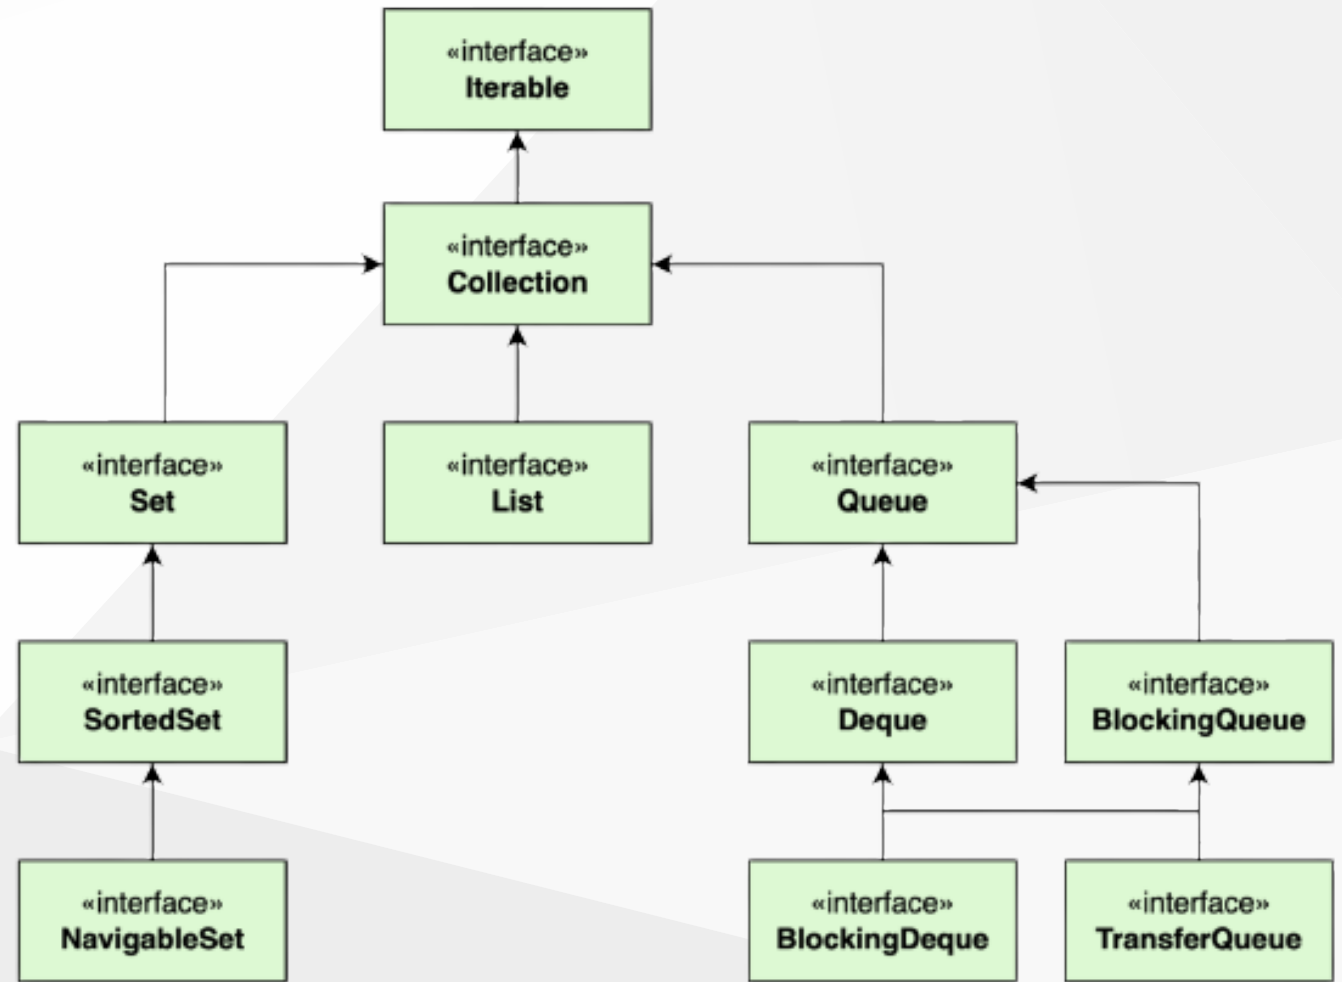 «interface»
Iterable
«interface»
Collection
«interface»
Set
«interface»
List
«interface»
Queue
«interface»
SortedSet
«interface»
Deque
«interface»
BlockingQueue
«interface»
NavigableSet
«interface»
BlockingDeque
«interface»
TransferQueue